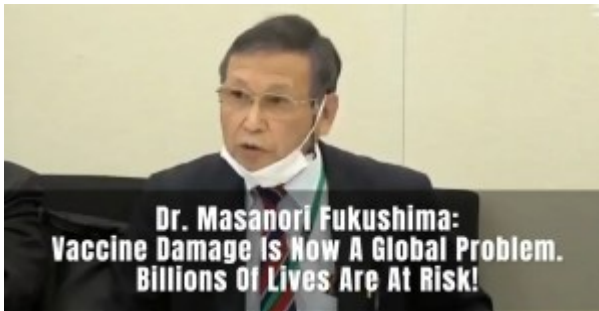 Dr. Masanori Fukushima:
Vaccine Damage Is Now A Global Problem.
Billions Of Lives Are At Risk!